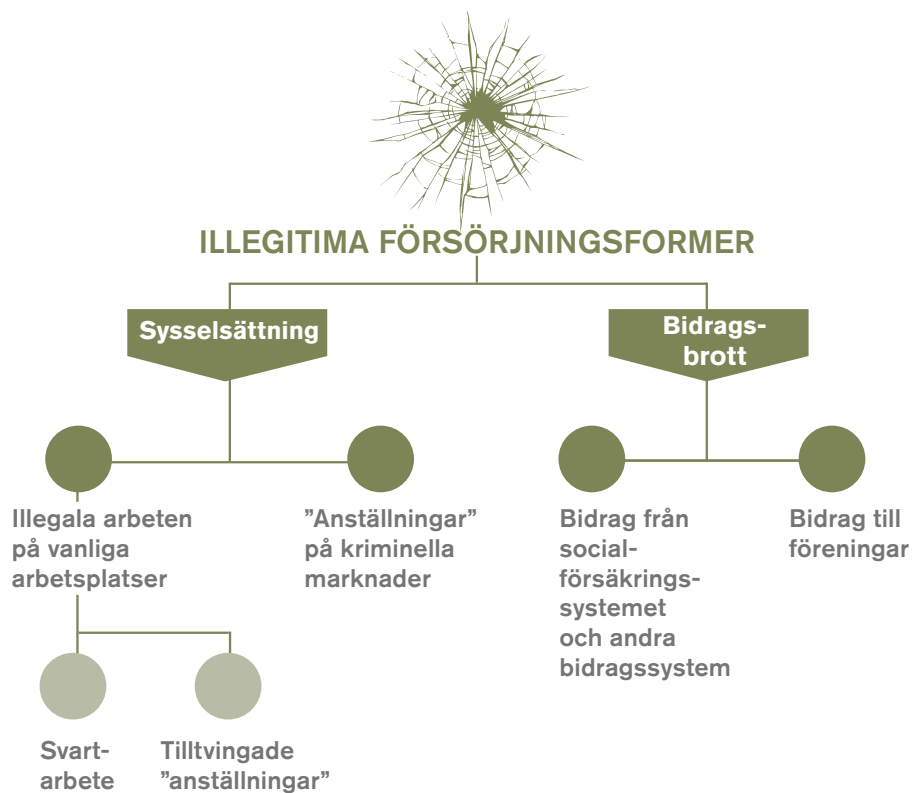 ILLEGITIMA FÖRSÖRJNINGSFORMER
Sysselsättning
Bidrags-
brott
Illegala arbeten
på vanliga
arbetsplatser
”Anställningar”
på kriminella
marknader
Bidrag från
social-
försäkrings-
systemet
och andra
bidragssystem
Bidrag till
föreningar
Svart-
arbete
Tilltvingade
”anställningar”